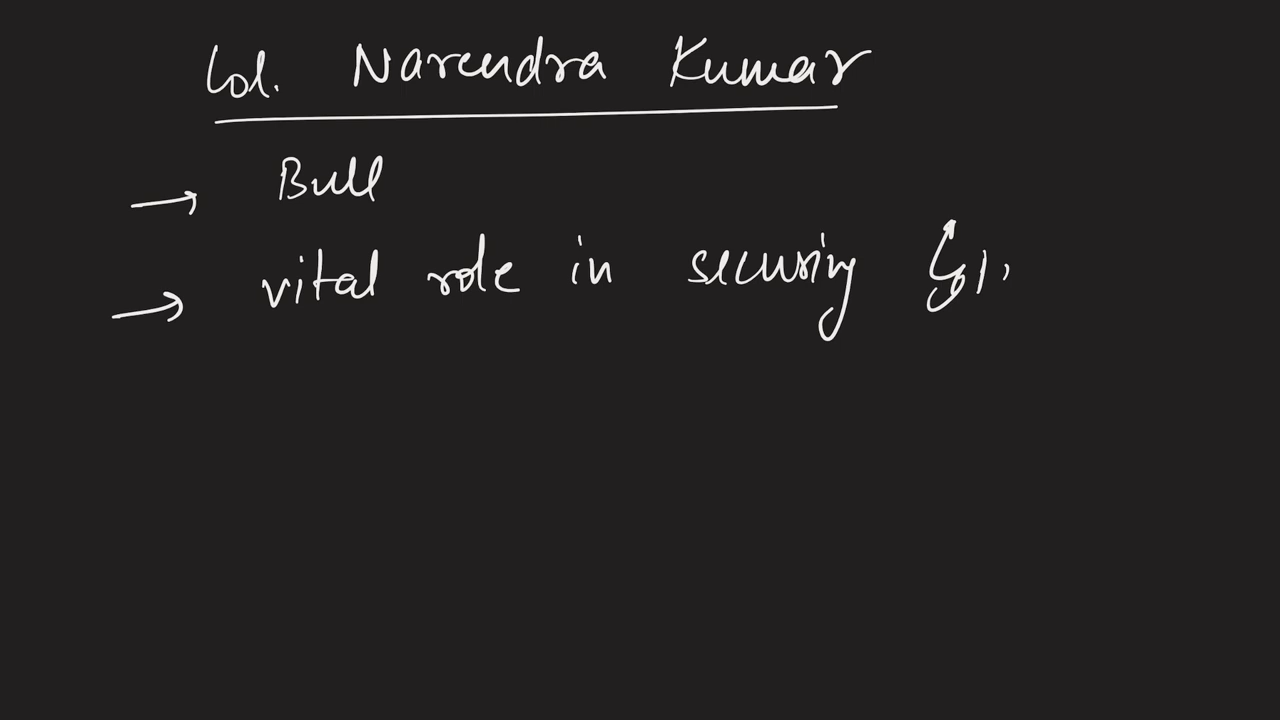 Col. Narendra Kumar
→ Bull
→ vital role in securing